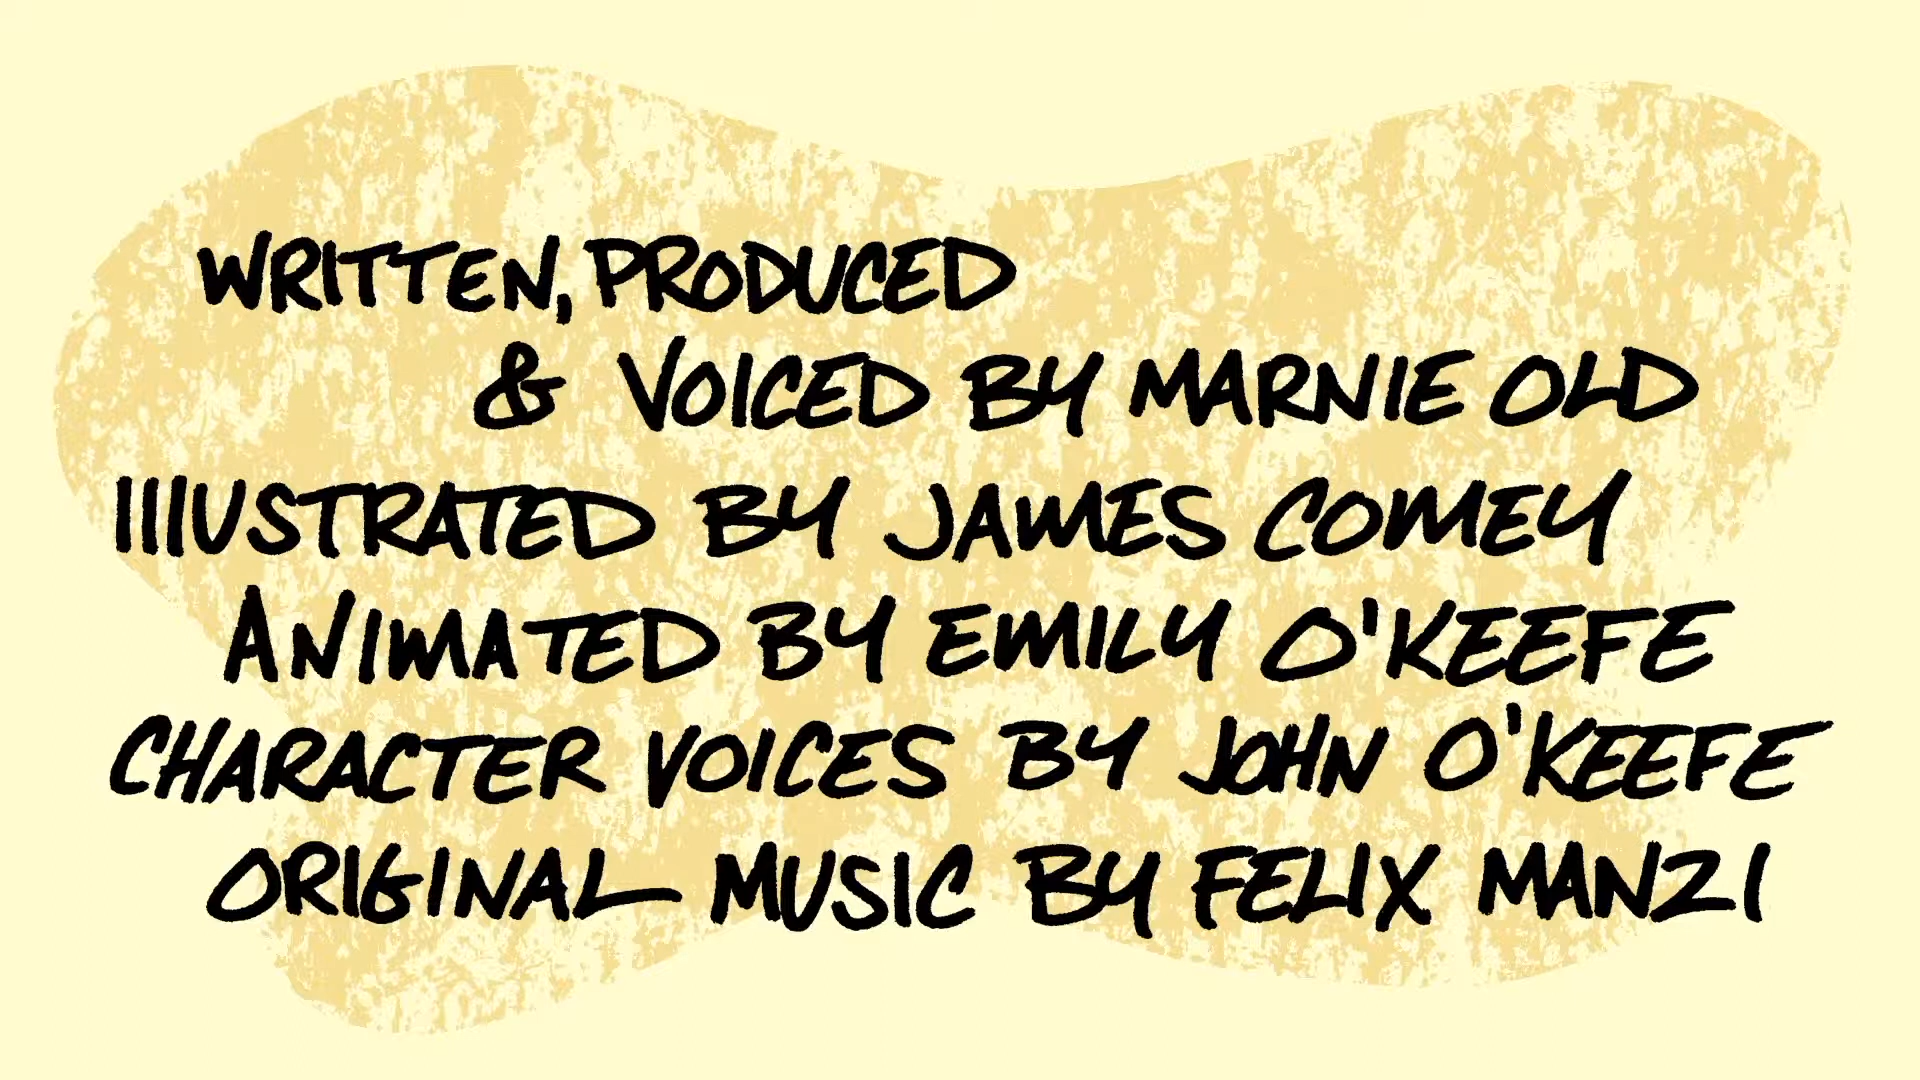 WRITTEN, PRODUCED
& VOICED BY MARNIE OLD
IllUSTRATED BY JAMES COMEY
ANIMATED BY EMILY O'KEEFE
CHARACTER VOICES BY JOHN O'KEEFE
ORIGINAL MUSIC BY FELIX MANZI